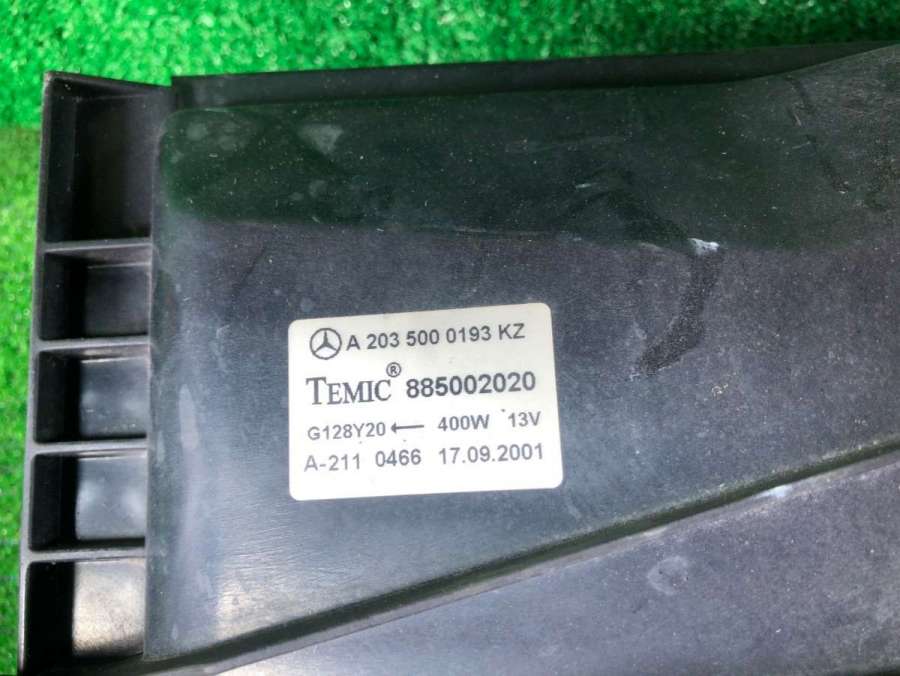 A 203 500 0193 KZ
TEMIC® 885002020
G128Y20 ← 400W 13V
A-211 0466 17.09.2001